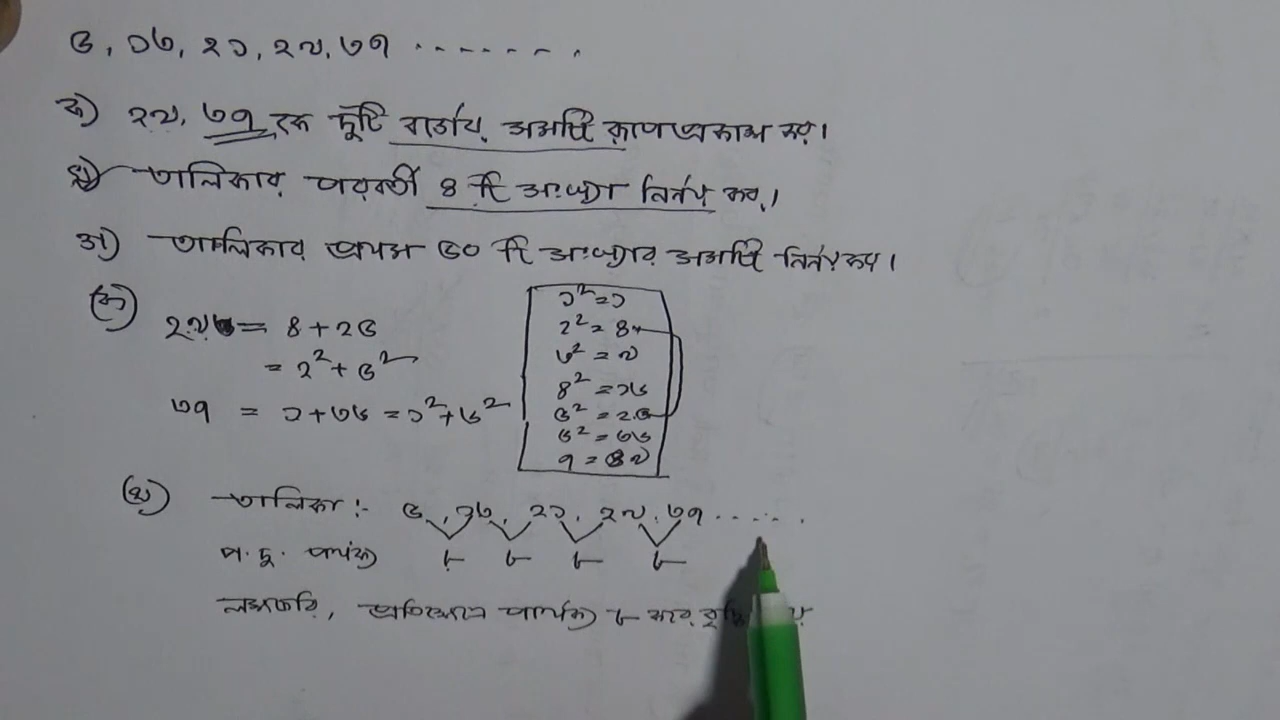 ৫, ১৩, ২১, ২৯, ৩৭ .......
ক) ২৯, ৩৭ কে দুটি বর্গের সমষ্টি রূপে প্রকাশ কর।
খ) তালিকার পরবর্তী ৪ টি সংখ্যা নির্ণয় কর।
গ) তালিকার প্রথম ৫০ টি সংখ্যার সমষ্টি নির্ণয় কর।
(ক)
২৯ = ৪ + ২৫
= ২² + ৫²
৩৭ = ১ + ৩৬ = ১² + ৬²
১² = ১
২² = ৪
৩² = ৯
৪² = ১৬
৫² = ২৫
৬² = ৩৬
৭ = ৪৯
(খ) তালিকা :- ৫, ১৩, ২১, ২৯, ৩৭ ......
প. দু. পার্থক্য ৮ ৮ ৮ ৮
লক্ষ্যকরি, প্রতিক্ষেত্রে পার্থক্য ৮ করে